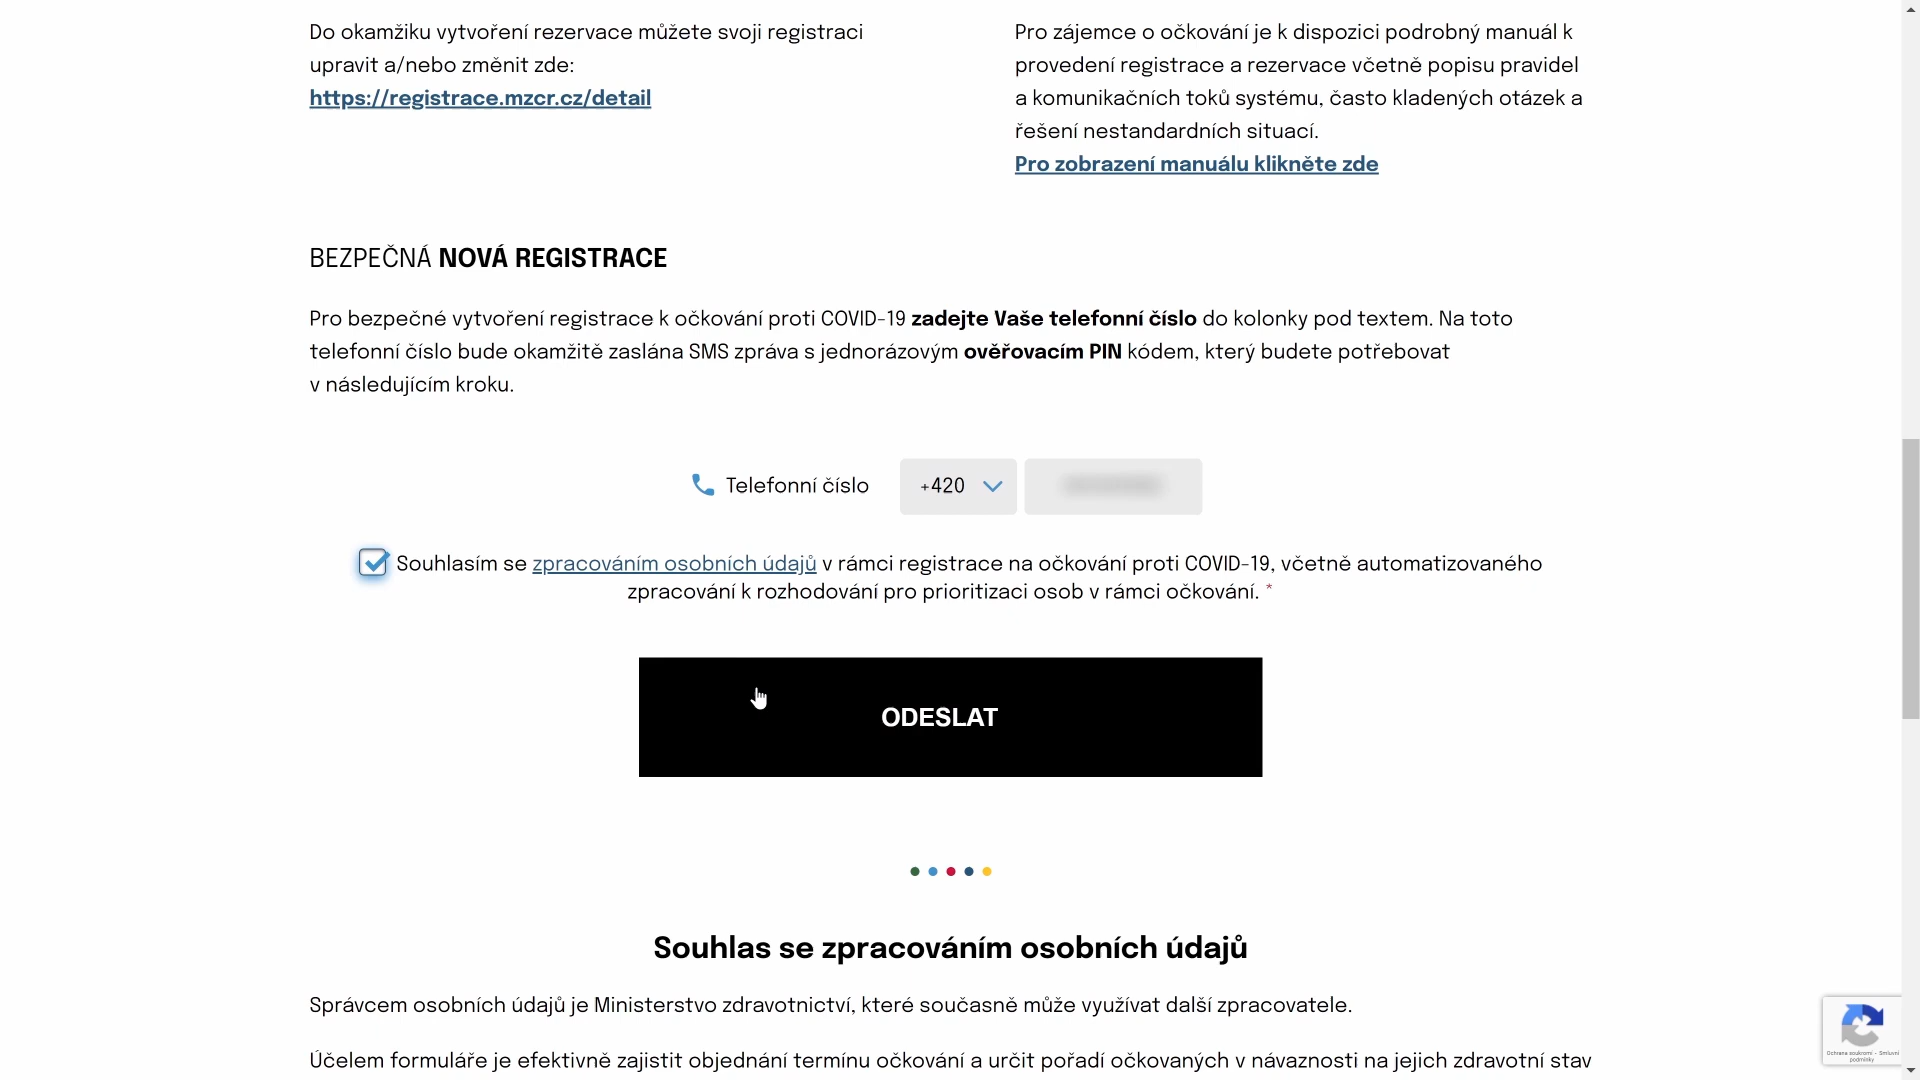 Do okamžiku vytvoření rezervace můžete svoji registraci
upravit a/nebo změnit zde:
https://registrace.mzcr.cz/detail
Pro zájemce o očkování je k dispozici podrobný manuál k
provedení registrace a rezervace včetně popisu pravidel
a komunikačních toků systému, často kladených otázek a
řešení nestandardních situací.
Pro zobrazení manuálu klikněte zde
BEZPEČNÁ NOVÁ REGISTRACE
Pro bezpečné vytvoření registrace k očkování proti COVID-19 zadejte Vaše telefonní číslo do kolonky pod textem. Na toto
telefonní číslo bude okamžitě zaslána SMS zpráva s jednorázovým ověřovacím PIN kódem, který budete potřebovat
v následujícím kroku.
Telefonní číslo +420
Souhlasím se zpracováním osobních údajů v rámci registrace na očkování proti COVID-19, včetně automatizovaného
zpracování k rozhodování pro prioritizaci osob v rámci očkování. *
ODESLAT
Souhlas se zpracováním osobních údajů
Správcem osobních údajů je Ministerstvo zdravotnictví, které současně může využívat další zpracovatele.
Účelem formuláře je efektivně zajistit objednání termínu očkování a určit pořadí očkovaných v návaznosti na jejich zdravotní stav
Ochrana soukromí - Smluvní
podmínky